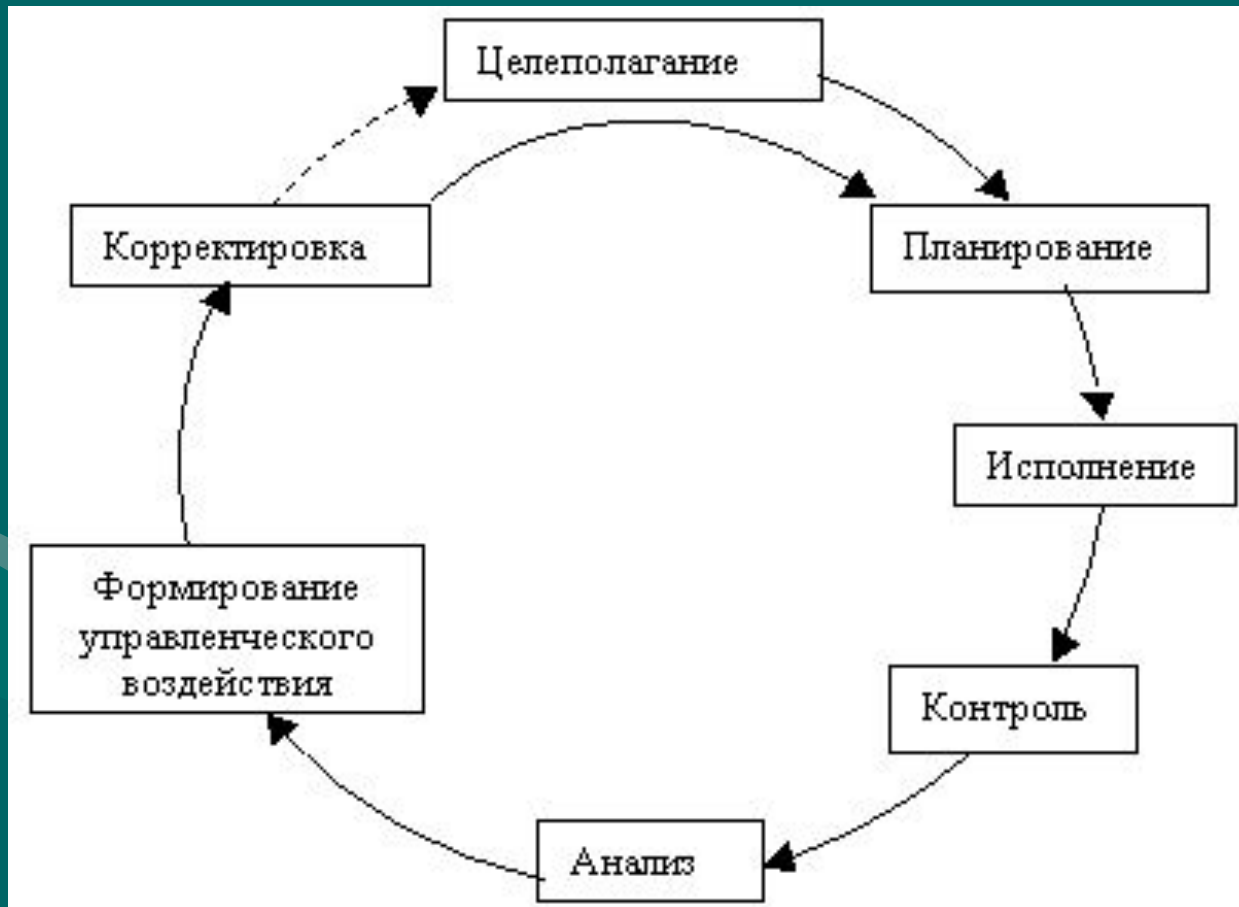 Целеполагание
Корректировка
Планирование
Исполнение
Формирование
управленческого
воздействия
Контроль
Анализ